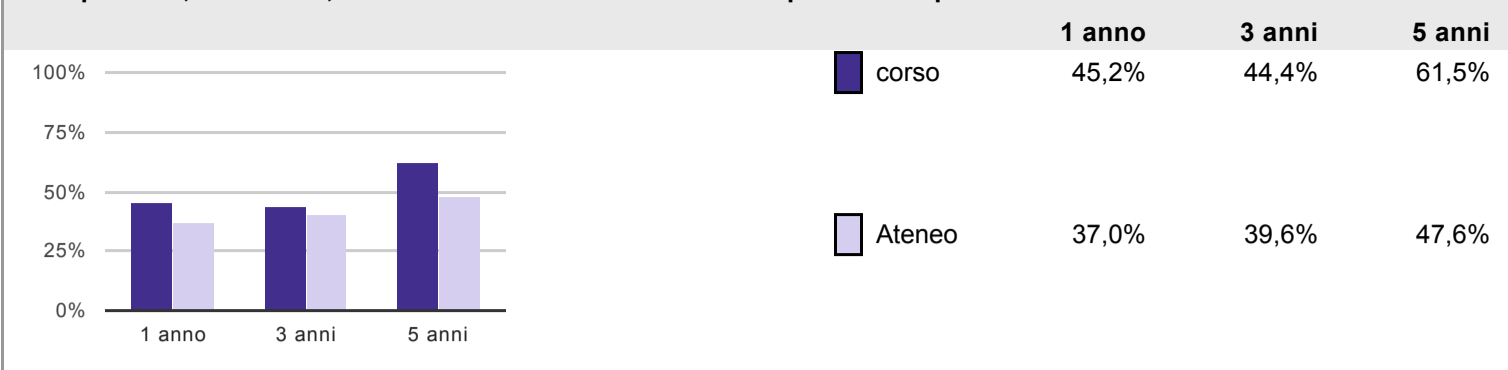 1 anno 3 anni 5 anni
100%
75%
50%
25%
0%
1 anno 3 anni 5 anni
corso 45,2% 44,4% 61,5%
Ateneo 37,0% 39,6% 47,6%